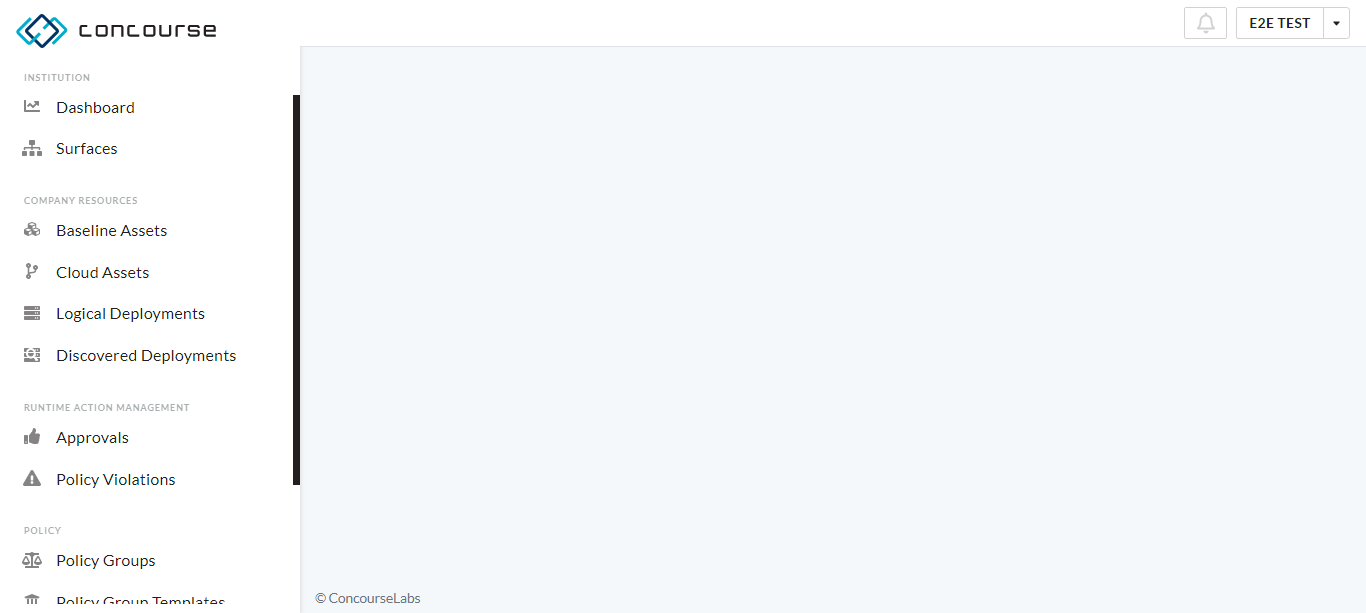 concourse
E2E TEST
INSTITUTION
Dashboard
Surfaces
COMPANY RESOURCES
Baseline Assets
Cloud Assets
Logical Deployments
Discovered Deployments
RUNTIME ACTION MANAGEMENT
Approvals
Policy Violations
POLICY
Policy Groups
Policy Group Templates
© ConcourseLabs